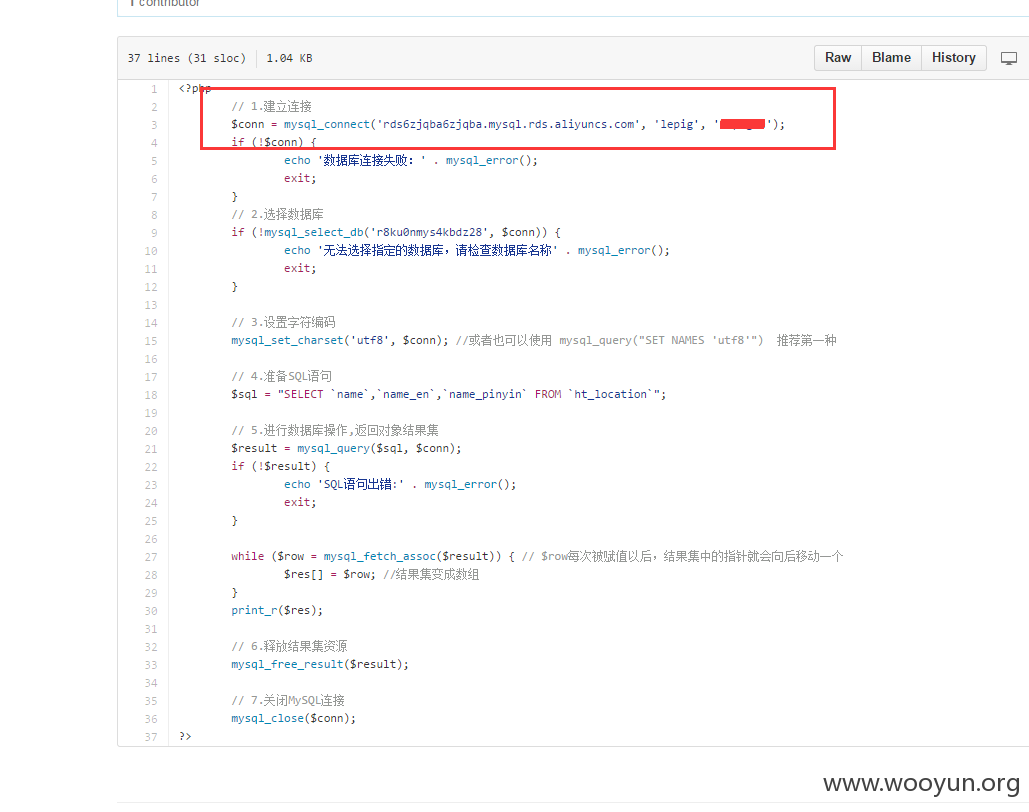 1 contributor
37 lines (31 sloc) 1.04 KB Raw Blame History
1 <?php
2 // 1.建立连接
3 $conn = mysql_connect('rds6zjqba6zjqba.mysql.rds.aliyuncs.com', 'lepig', '');
4 if (!$conn) {
5 echo '数据库连接失败：' . mysql_error();
6 exit;
7 }
8 // 2.选择数据库
9 if (!mysql_select_db('r8ku0nmys4kbdz28', $conn)) {
10 echo '无法选择指定的数据库，请检查数据库名称' . mysql_error();
11 exit;
12 }
13
14 // 3.设置字符编码
15 mysql_set_charset('utf8', $conn); //或者也可以使用 mysql_query("SET NAMES 'utf8'") 推荐第一种
16
17 // 4.准备SQL语句
18 $sql = "SELECT `name`,`name_en`,`name_pinyin` FROM `ht_location`";
19
20 // 5.进行数据库操作,返回对象结果集
21 $result = mysql_query($sql, $conn);
22 if (!$result) {
23 echo 'SQL语句出错:' . mysql_error();
24 exit;
25 }
26
27 while ($row = mysql_fetch_assoc($result)) { // $row每次被赋值以后，结果集中的指针就会向后移动一个
28 $res[] = $row; //结果集变成数组
29 }
30 print_r($res);
31
32 // 6.释放结果集资源
33 mysql_free_result($result);
34
35 // 7.关闭MySQL连接
36 mysql_close($conn);
37 ?>
www.wooyun.org